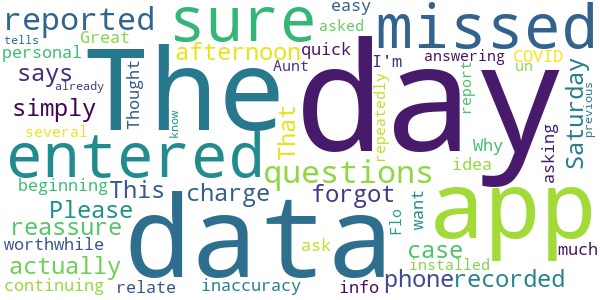 reported sure missed easy asked
Great quick I'm answering COVID
personal afternoon Aunt un
tells says Thought The day Saturday previous
already simply know repeatedly report
several That Why asking
entered questions idea
beginning This charge forgot app
Please data want Flo
reassure ask case much
worthwhile actually installed
continuing relate inaccuracy info phone recorded